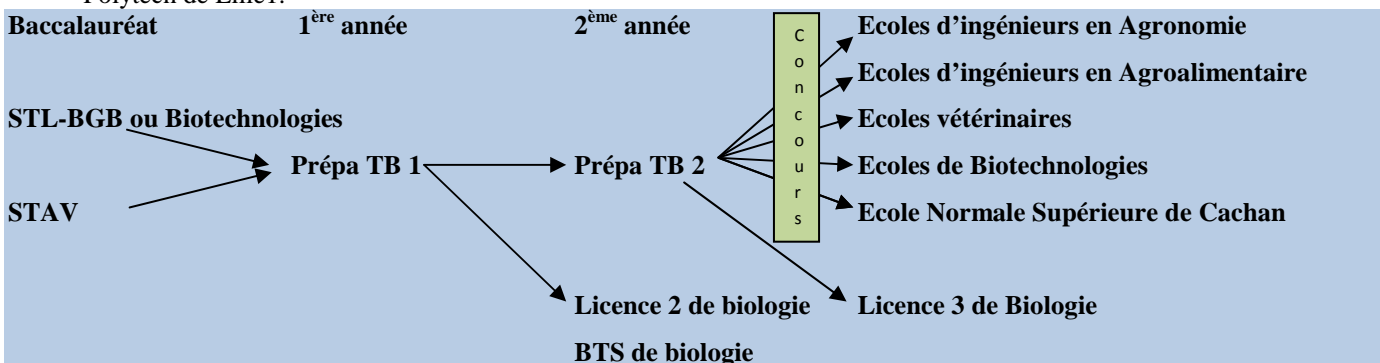 Polytech de Lille1.
Baccalauréat 1ère année 2ème année Ecoles d'ingénieurs en Agronomie
Ecoles d'ingénieurs en Agroalimentaire
STL-BGB ou Biotechnologies Ecoles vétérinaires
Prépa TB 1 Prépa TB 2 Ecoles de Biotechnologies
STAV Ecole Normale Supérieure de Cachan
Concours
Licence 2 de biologie Licence 3 de Biologie
BTS de biologie